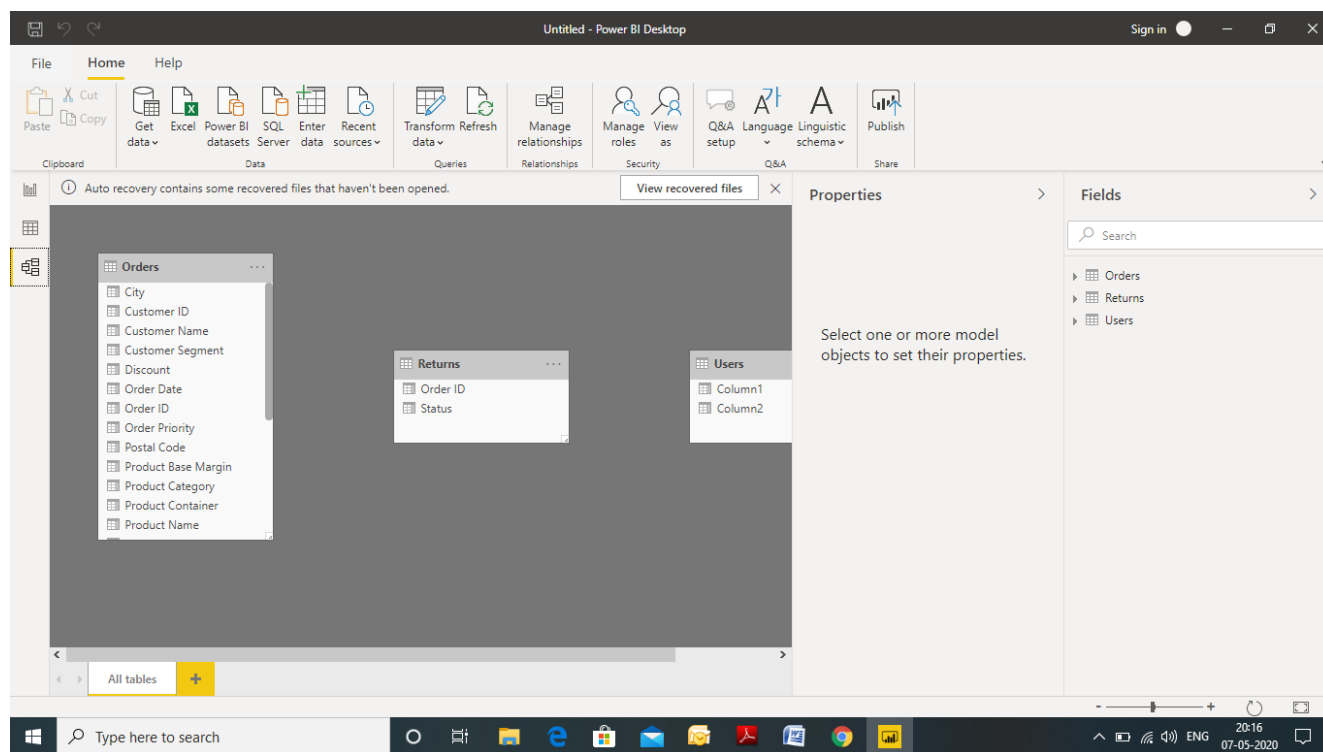 Untitled - Power BI Desktop
Sign in
File Home Help
Paste
Cut
Copy
Clipboard
Get data
Excel
Power BI datasets
SQL Server
Enter data
Recent sources
Data
Transform data
Refresh
Queries
Manage relationships
Relationships
Manage roles
View as
Security
Q&A setup
Language
Linguistic schema
Q&A
Publish
Share
Auto recovery contains some recovered files that haven't been opened.
View recovered files
Orders
City
Customer ID
Customer Name
Customer Segment
Discount
Order Date
Order ID
Order Priority
Postal Code
Product Base Margin
Product Category
Product Container
Product Name
Returns
Order ID
Status
Users
Column1
Column2
Properties
Select one or more model
objects to set their properties.
Fields
Search
Orders
Returns
Users
All tables
Type here to search
ENG
20:16
07-05-2020